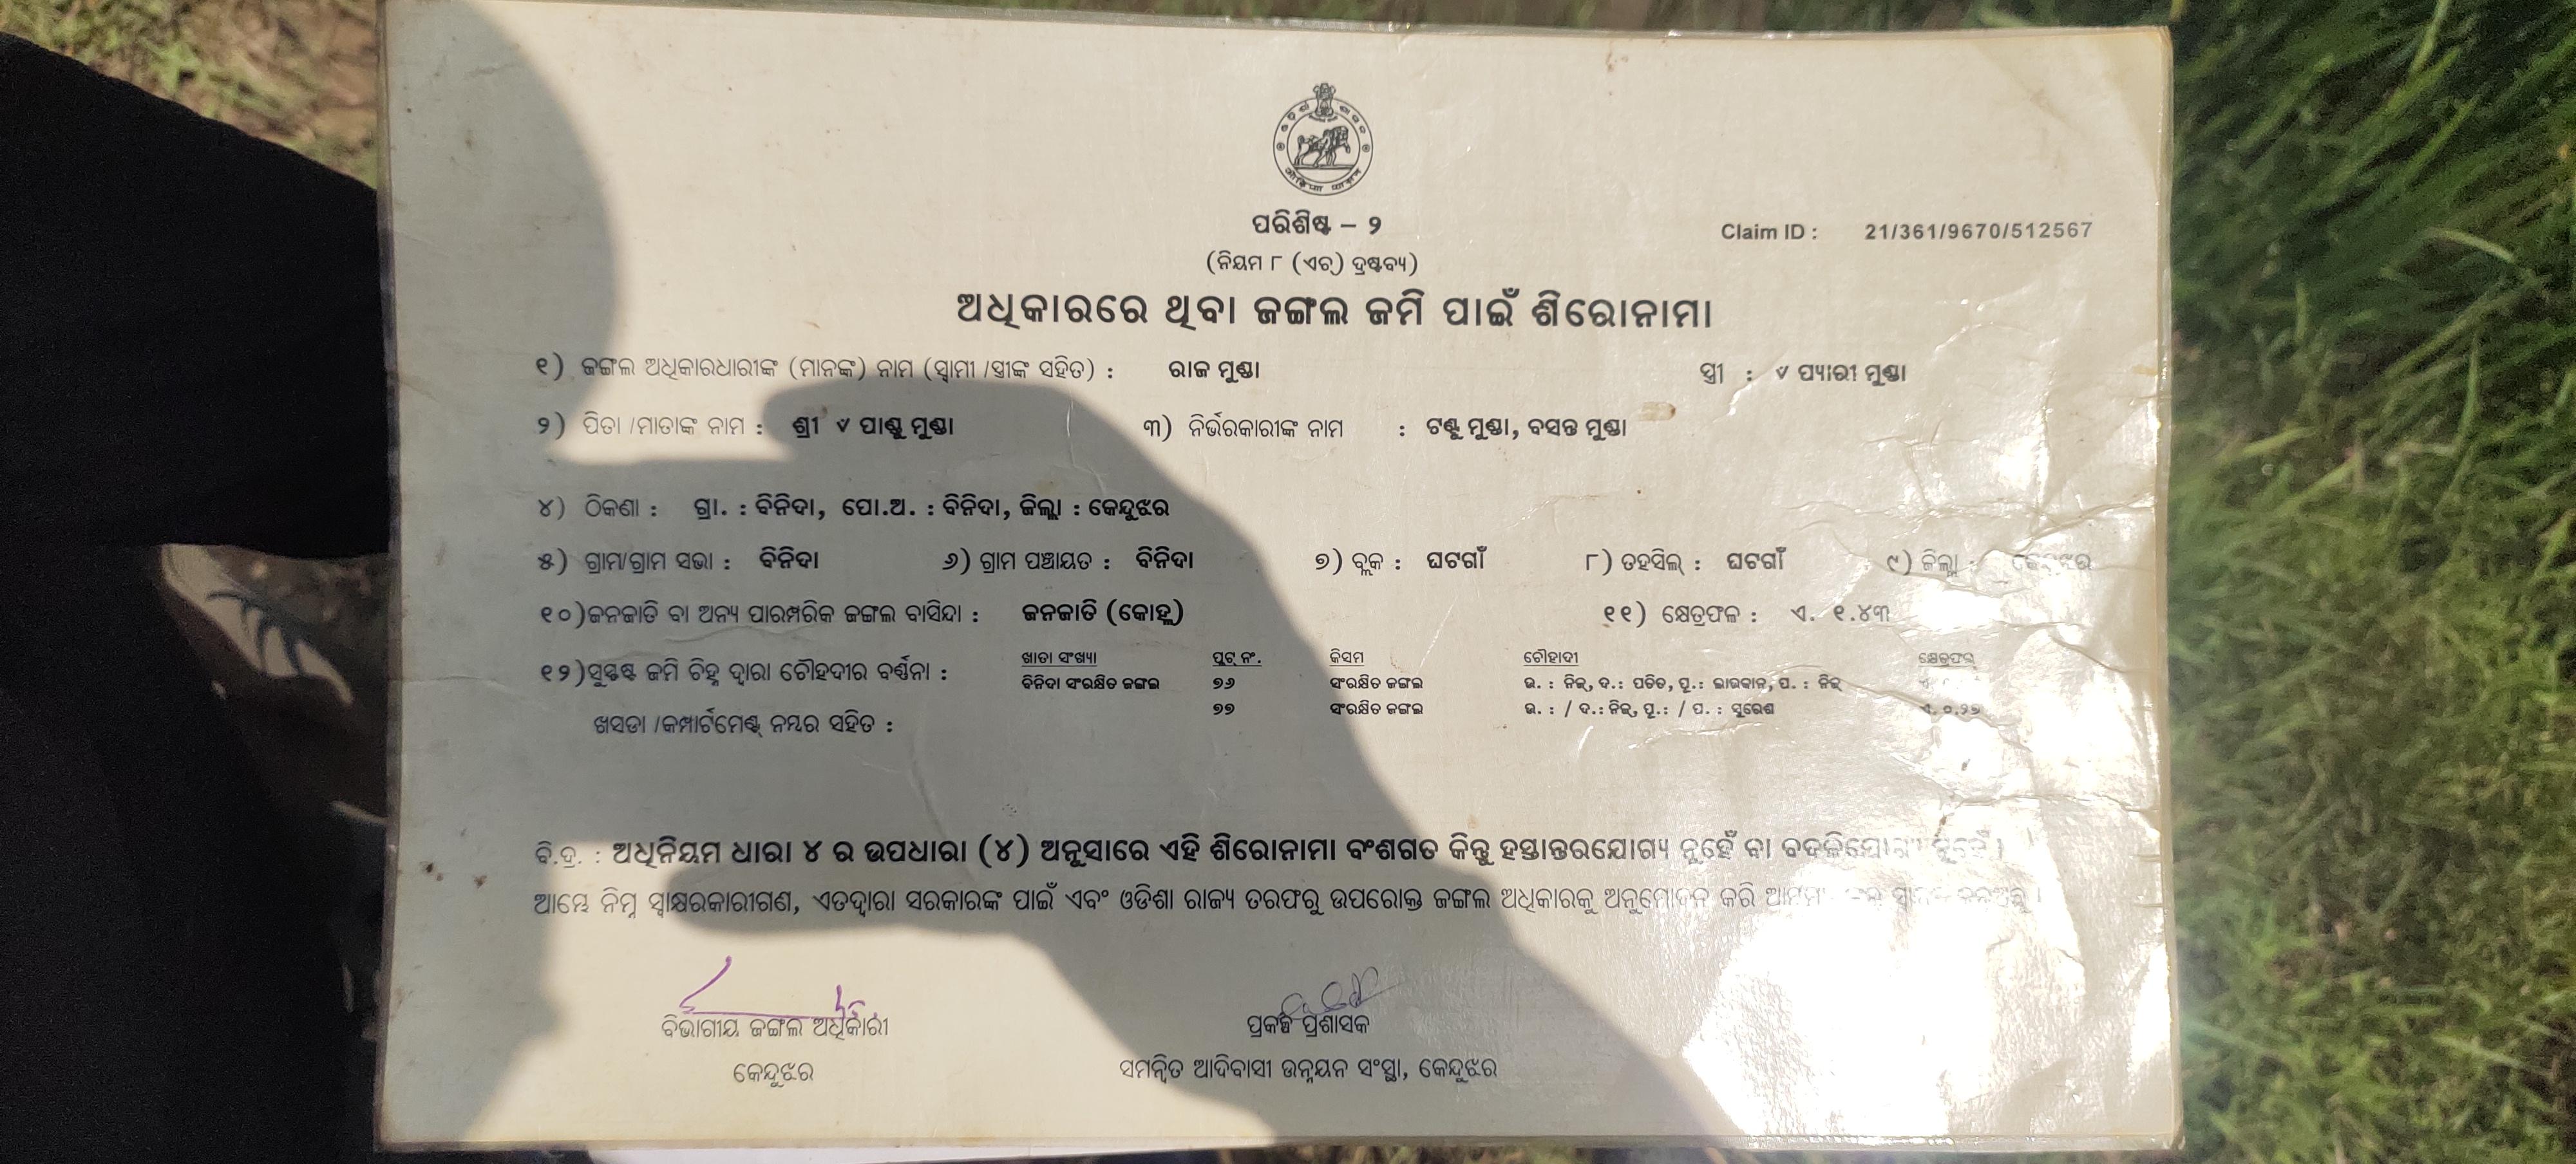 ପରିଶିଷ୍ଟ – ୨
Claim ID : 21/361/9670/512567
(ନିୟମ ୮ (ଏଚ୍) ଦ୍ରଷ୍ଟବ୍ୟ)
ଅଧିକାରରେ ଥିବା ଜଙ୍ଗଲ ଜମି ପାଇଁ ଶିରୋନାମା
୧) ଜଙ୍ଗଲ ଅଧିକାରଧାରୀଙ୍କ (ମାନଙ୍କ) ନାମ (ସ୍ୱାମୀ /ସ୍ତ୍ରୀଙ୍କ ସହିତ) : ରାଜ ମୁଣ୍ଡା ସ୍ତ୍ରୀ : ୰ ପ୍ୟାରୀ ମୁଣ୍ଡା
୨) ପିତା /ମାତାଙ୍କ ନାମ : ଶ୍ରୀ ୰ ପାଣ୍ଡୁ ମୁଣ୍ଡା ୩) ନିର୍ଭରକାରୀଙ୍କ ନାମ : ଟଣ୍ଟୁ ମୁଣ୍ଡା, ବସନ୍ତ ମୁଣ୍ଡା
୪) ଠିକଣା : ଗ୍ରା. : ବିନିଦା, ପୋ.ଅ. : ବିନିଦା, ଜିଲ୍ଲା : କେନ୍ଦୁଝର
୫) ଗ୍ରାମ/ଗ୍ରାମ ସଭା : ବିନିଦା ୬) ଗ୍ରାମ ପଞ୍ଚାୟତ : ବିନିଦା ୭) ବ୍ଲକ : ଘଟଗାଁ ୮) ତହସିଲ୍ : ଘଟଗାଁ ୯) ଜିଲ୍ଲା : କେନ୍ଦୁଝର
୧୦)ଜନଜାତି ବା ଅନ୍ୟ ପାରମ୍ପରିକ ଜଙ୍ଗଲ ବାସିନ୍ଦା : ଜନଜାତି (କୋହ୍ଲ) ୧୧) କ୍ଷେତ୍ରଫଳ : ଏ. ୧.୪୩
୧୨)ସୁସ୍ପଷ୍ଟ ଜମି ଚିହ୍ନ ଦ୍ୱାରା ଚୌହଦୀର ବର୍ଣ୍ଣନା : ଖାତା ସଂଖ୍ୟା ପ୍ଲଟ୍ ନଂ. କିସମ ଚୌହାଦୀ କ୍ଷେତ୍ରଫଳ୍
ବିନିଦା ସଂରକ୍ଷିତ ଜଙ୍ଗଲ ୭୬ ସଂରକ୍ଷିତ ଜଙ୍ଗଲ ଉ. : ନିଜ୍, ଦ.: ପତିତ, ପୂ.: ଭାଉକାନ, ପ. : ନିଜ୍
୭୭ ସଂରକ୍ଷିତ ଜଙ୍ଗଲ ଉ. : / ଦ.: ନିଜ୍, ପୂ.: / ପ. : ସୁରେଶ ଏ. ୦.୨୭
ଖସଡା /କମ୍ପାର୍ଟମେଣ୍ଟ୍ ନମ୍ବର ସହିତ :
ବି.ଦ୍ର. : ଅଧିନିୟମ ଧାରା ୪ ର ଉପଧାରା (୪) ଅନୁସାରେ ଏହି ଶିରୋନାମା ବଂଶଗତ କିନ୍ତୁ ହସ୍ତାନ୍ତରଯୋଗ୍ୟ ନୁହେଁ ବା
ଆମ୍ଭେ ନିମ୍ନ ସ୍ୱାକ୍ଷରକାରୀଗଣ, ଏତଦ୍ଦ୍ୱାରା ସରକାରଙ୍କ ପାଇଁ ଏବଂ ଓଡିଶା ରାଜ୍ୟ ତରଫରୁ ଉପରୋକ୍ତ ଜଙ୍ଗଲ ଅଧିକାରକୁ ଅନୁମୋଦନ କରି
ବିଭାଗୀୟ ଜଙ୍ଗଲ ଅଧିକାରୀ
କେନ୍ଦୁଝର
ପ୍ରକଳ୍ପ ପ୍ରଶାସକ
ସମନ୍ୱିତ ଆଦିବାସୀ ଉନ୍ନୟନ ସଂସ୍ଥା, କେନ୍ଦୁଝର